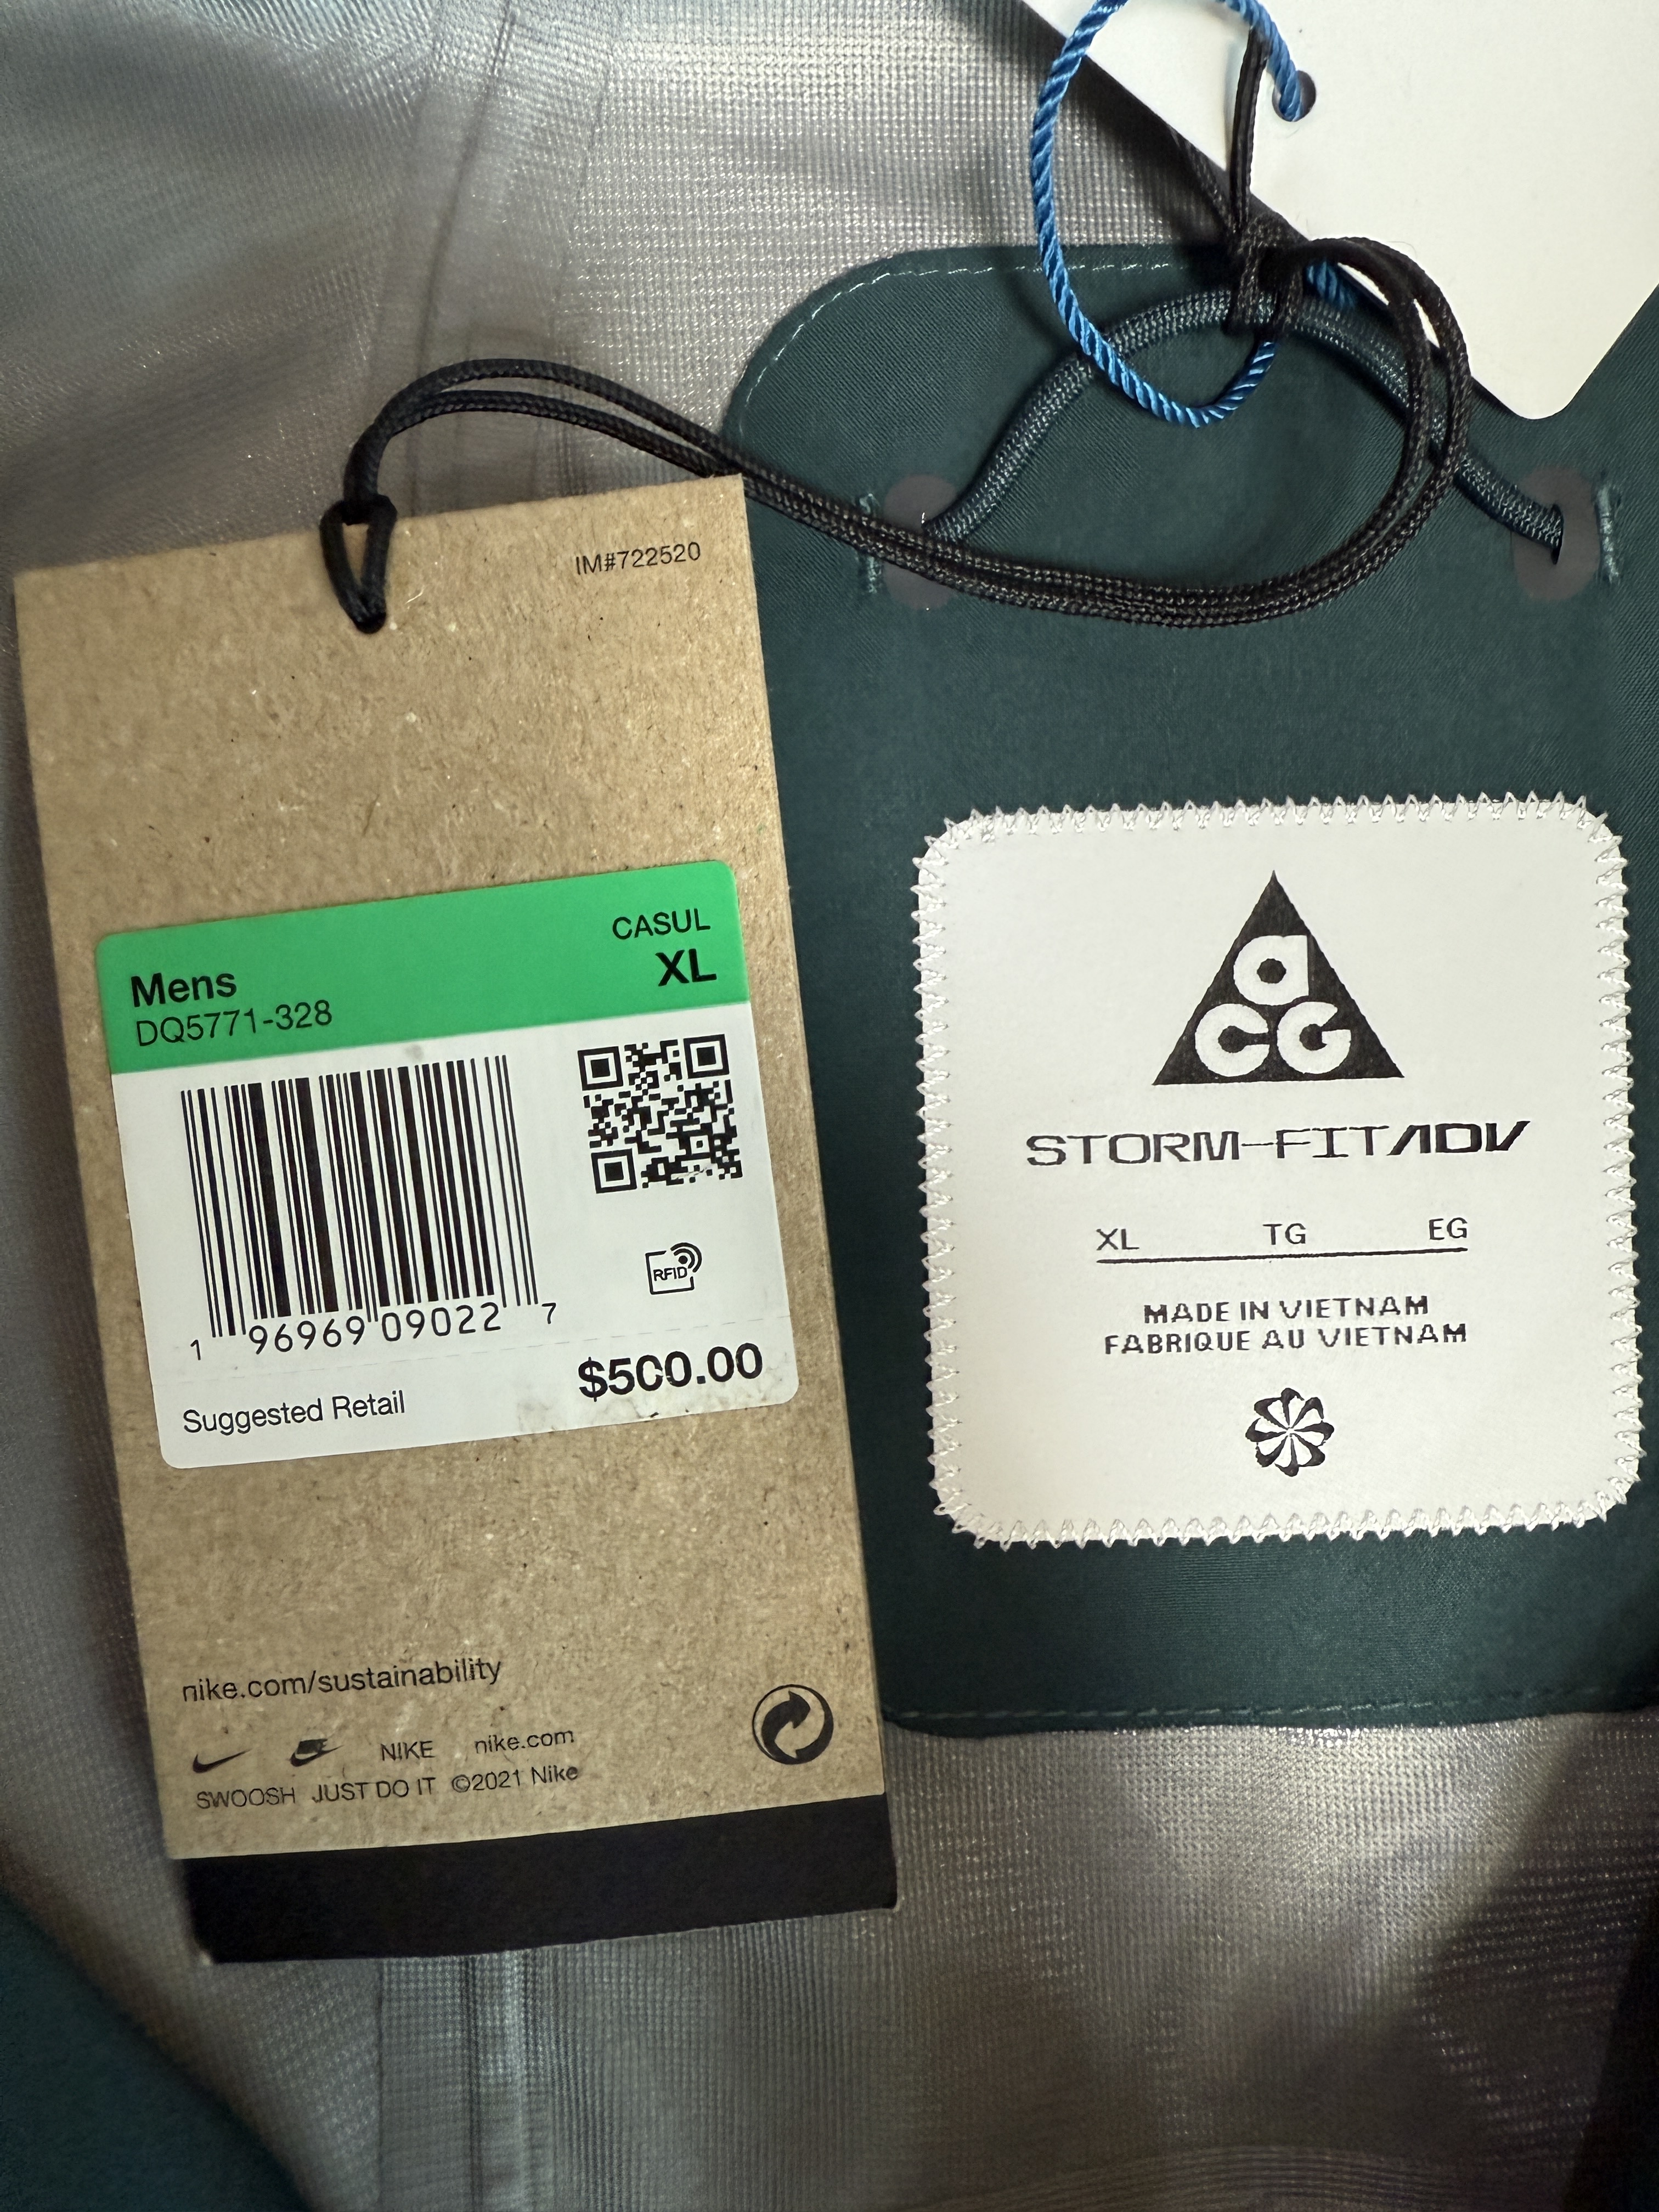 IM#722520
CASUL
Mens XL
DQ5771-328
RFID
1 96969 09022 7
Suggested Retail $500.00
nike.com/sustainability
NIKE nike.com
SWOOSH JUST DO IT ©2021 Nike
aCG
STORM-FIT ADV
XL TG EG
MADE IN VIETNAM
FABRIQUE AU VIETNAM